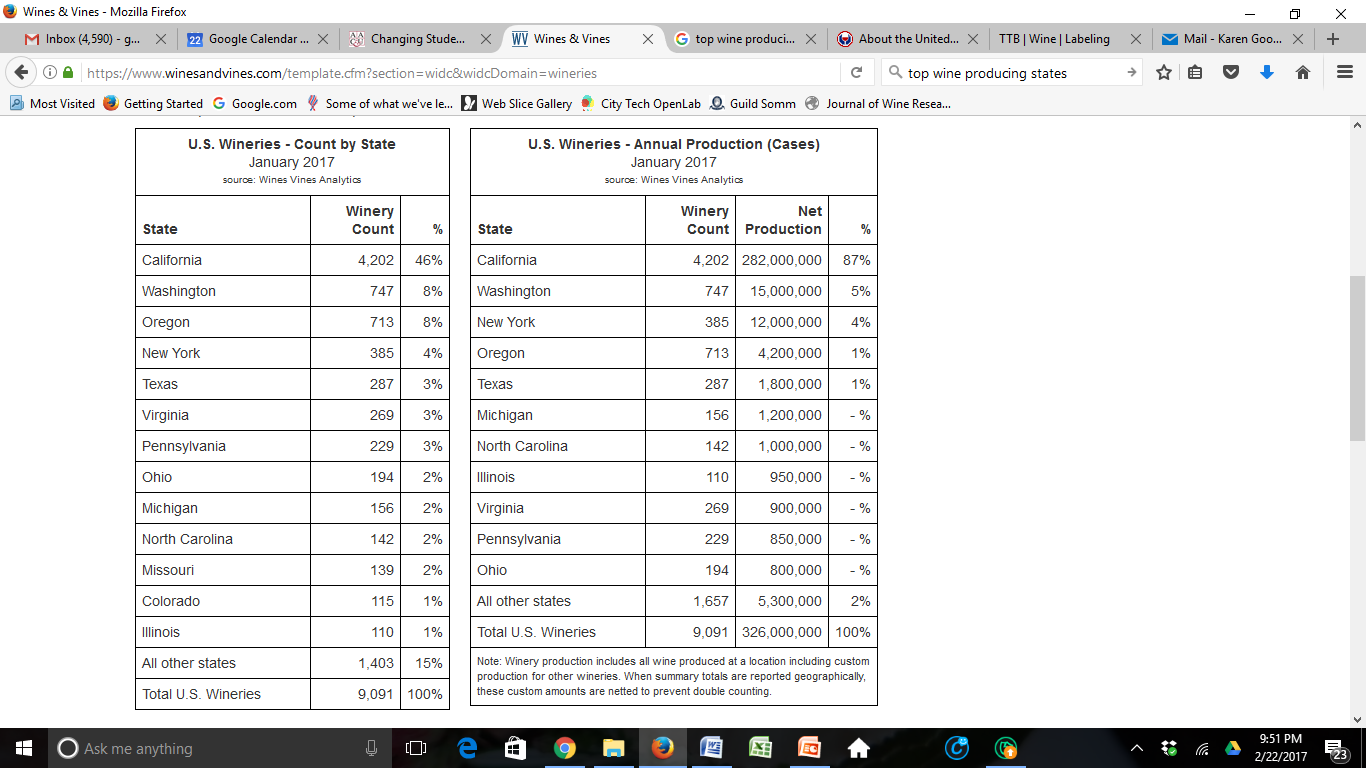 Wines & Vines - Mozilla Firefox
Inbox (4,590) - g... Google Calendar ... Changing Stude... Wines & Vines top wine produci... About the United... TTB | Wine | Labeling Mail - Karen Goo...
https://www.winesandvines.com/template.cfm?section=widc&widcDomain=wineries top wine producing states
Most Visited Getting Started Google.com Some of what we've le... Web Slice Gallery City Tech OpenLab Guild Somm Journal of Wine Resea...
U.S. Wineries - Count by State
January 2017
source: Wines Vines Analytics
State Winery Count %
California 4,202 46%
Washington 747 8%
Oregon 713 8%
New York 385 4%
Texas 287 3%
Virginia 269 3%
Pennsylvania 229 3%
Ohio 194 2%
Michigan 156 2%
North Carolina 142 2%
Missouri 139 2%
Colorado 115 1%
Illinois 110 1%
All other states 1,403 15%
Total U.S. Wineries 9,091 100%
U.S. Wineries - Annual Production (Cases)
January 2017
source: Wines Vines Analytics
State Winery Count Net Production %
California 4,202 282,000,000 87%
Washington 747 15,000,000 5%
New York 385 12,000,000 4%
Oregon 713 4,200,000 1%
Texas 287 1,800,000 1%
Michigan 156 1,200,000 - %
North Carolina 142 1,000,000 - %
Illinois 110 950,000 - %
Virginia 269 900,000 - %
Pennsylvania 229 850,000 - %
Ohio 194 800,000 - %
All other states 1,657 5,300,000 2%
Total U.S. Wineries 9,091 326,000,000 100%
Note: Winery production includes all wine produced at a location including custom
production for other wineries. When summary totals are reported geographically,
these custom amounts are netted to prevent double counting.
Ask me anything
9:51 PM
2/22/2017
23